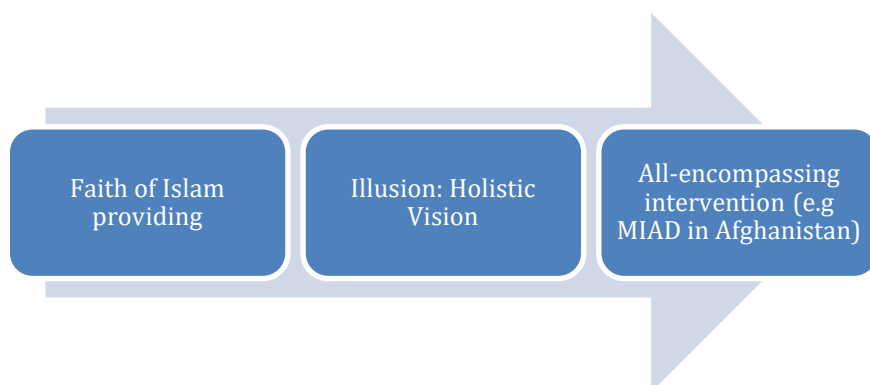 Faith of Islam
providing
Illusion: Holistic
Vision
All-encompassing
intervention (e.g
MIAD in Afghanistan)